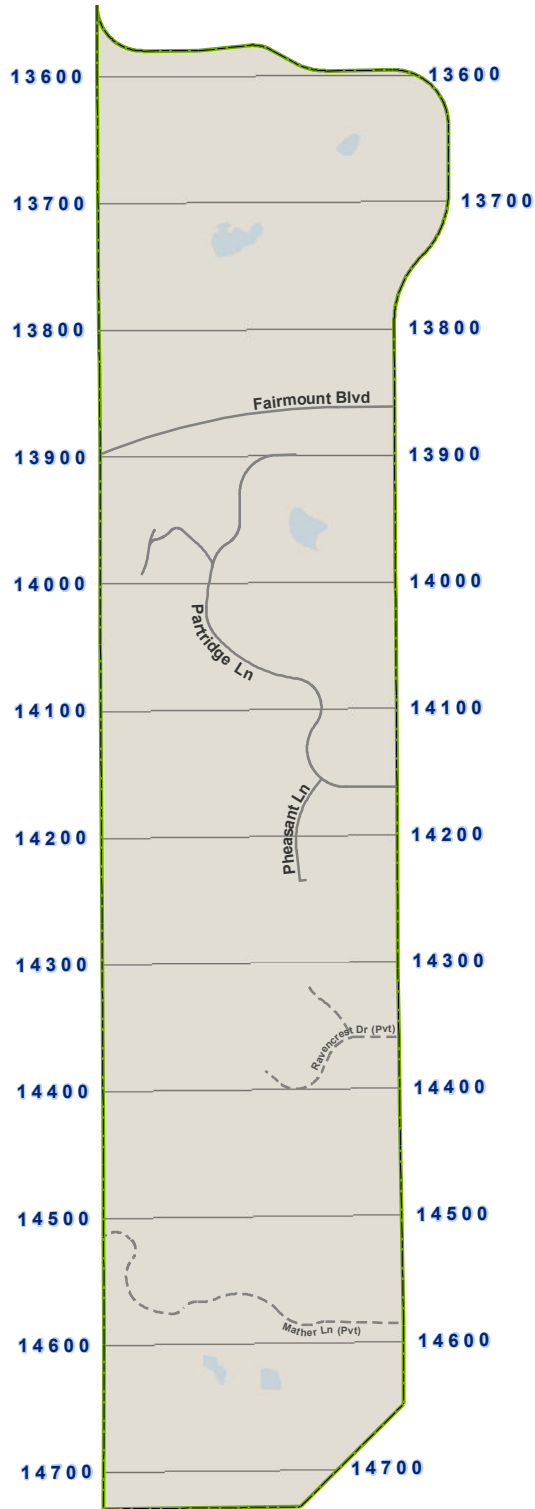 13600 13600
13700 13700
13800 13800
Fairmount Blvd
13900 13900
14000 14000
Partridge Ln
14100 14100
Pheasant Ln
14200 14200
14300 14300
Ravencrest Dr (Pvt)
14400 14400
14500 14500
Mather Ln (Pvt)
14600 14600
14700 14700